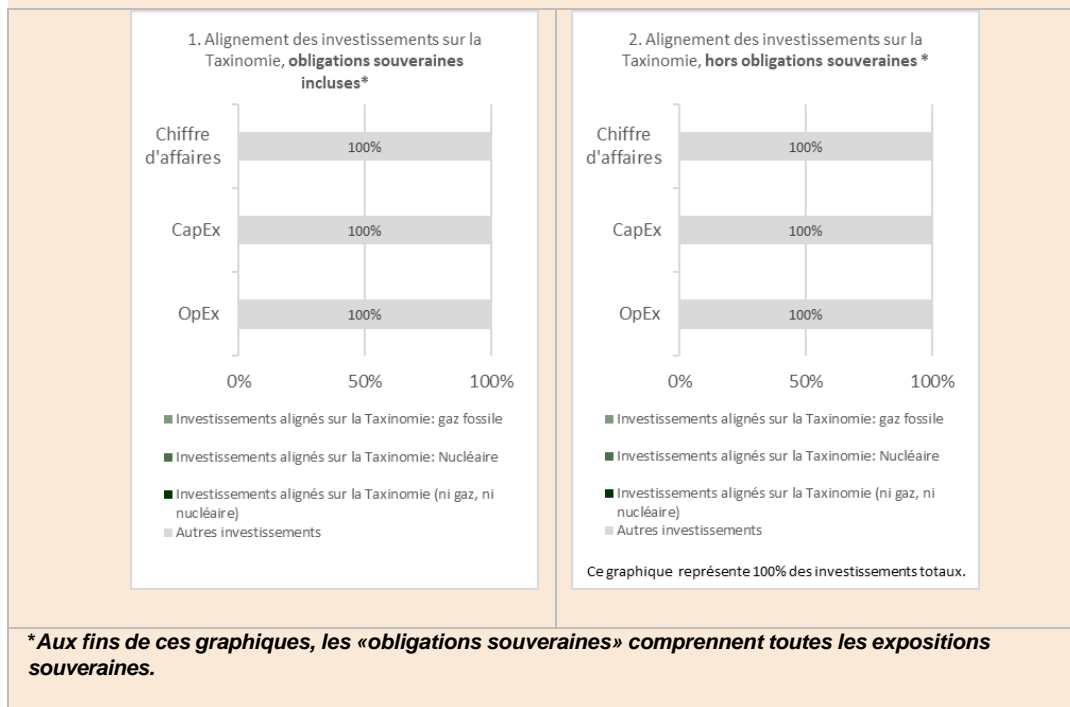 1. Alignement des investissements sur la
Taxinomie, obligations souveraines
incluses*
Chiffre
d'affaires
100%
CapEx
100%
OpEx
100%
0% 50% 100%
Investissements alignés sur la Taxinomie: gaz fossile
Investissements alignés sur la Taxinomie: Nucléaire
Investissements alignés sur la Taxinomie (ni gaz, ni
nucléaire)
Autres investissements
2. Alignement des investissements sur la
Taxinomie, hors obligations souveraines *
Chiffre
d'affaires
100%
CapEx
100%
OpEx
100%
0% 50% 100%
Investissements alignés sur la Taxinomie: gaz fossile
Investissements alignés sur la Taxinomie: Nucléaire
Investissements alignés sur la Taxinomie (ni gaz, ni
nucléaire)
Autres investissements
Ce graphique représente 100% des investissements totaux.
*Aux fins de ces graphiques, les «obligations souveraines» comprennent toutes les expositions
souveraines.